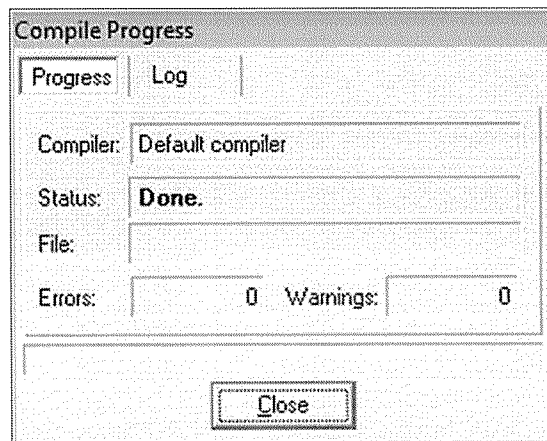 Compile Progress
Progress Log
Compiler: Default compiler
Status: Done.
File:
Errors: 0 Warnings: 0
Close